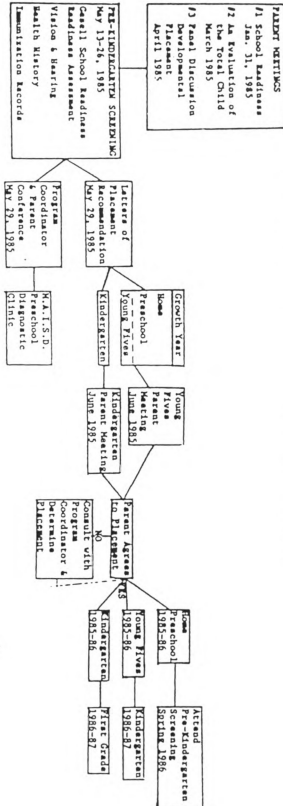 PARENT MEETINGS
#1 School Readiness
Jan. 31, 1985
#2 An Evaluation of
the Total Child
March 1985
#3 Panel Discussion
Developmental
Placement
April 1985
PRE-KINDERGARTEN SCREENING
May 13-26, 1985
Gesell School Readiness
Readiness Assessment
Vision & Hearing
Health History
Immunization Records
Letters of
Recommendation
Placement
May 29, 1985
Program
Coordinator
& Parent
Conference
May 29, 1985
M.A.I.S.D.
Preschool
Diagnostic
Clinic
Growth Year
Home
Preschool
Young Fives
Kindergarten
Young
Fives
Parent
Meeting
June 1985
Kindergarten
Parent Meeting
June 1985
Parent Agrees
to Placement
YES
NO
Consult with
Program
Coordinator &
Determine
Placement
Home
Preschool
1985-86
Young Fives
1985-86
Kindergarten
1985-86
Attend
Pre-Kindergarten
Screening
Spring 1986
Kindergarten
1986-87
First Grade
1986-87